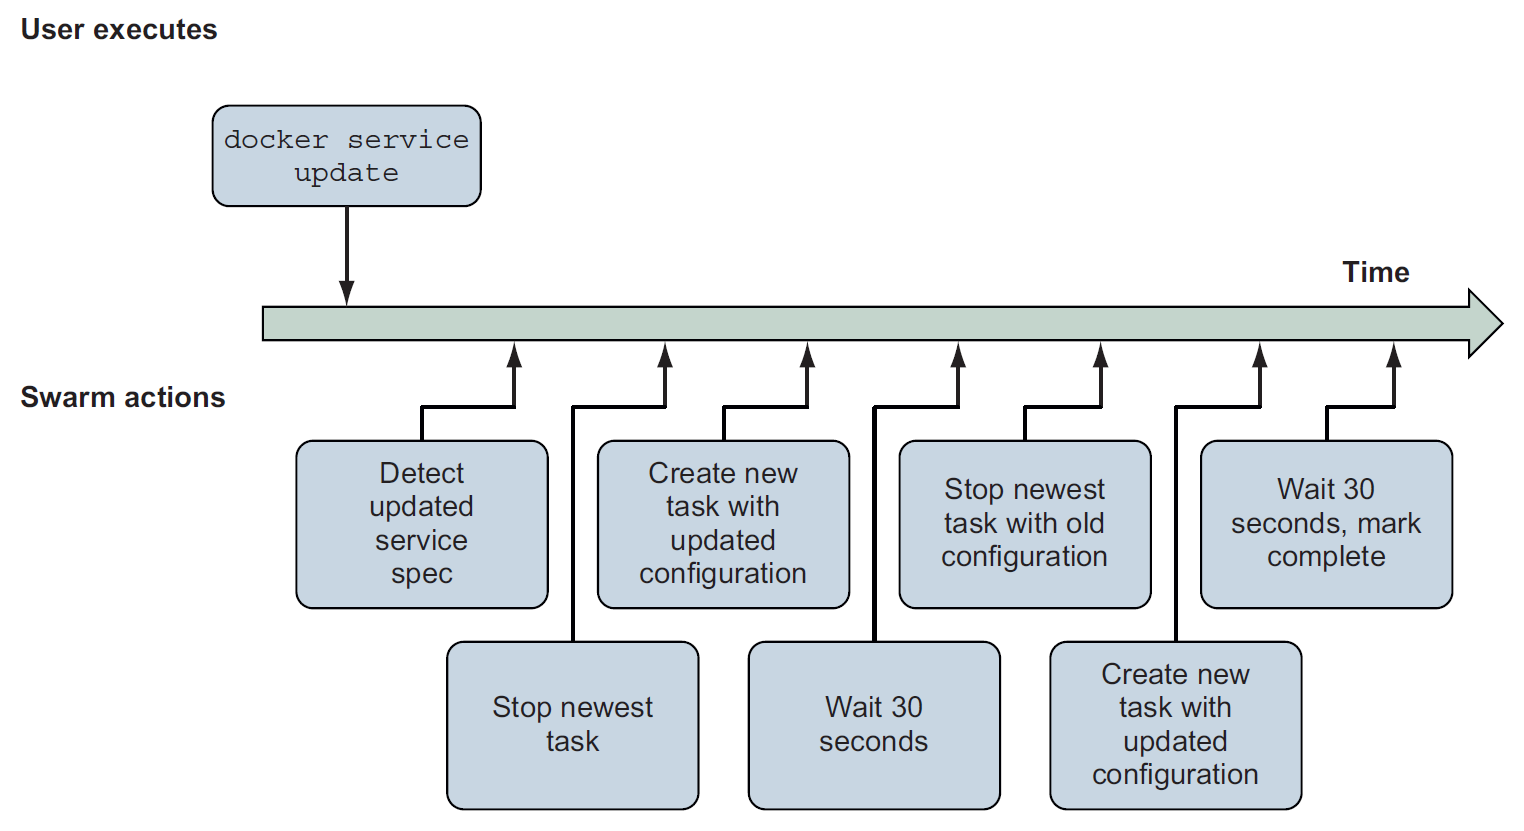 User executes
docker service
update
Time
Swarm actions
Detect
updated
service
spec
Stop newest
task
Create new
task with
updated
configuration
Wait 30
seconds
Stop newest
task with old
configuration
Create new
task with
updated
configuration
Wait 30
seconds, mark
complete